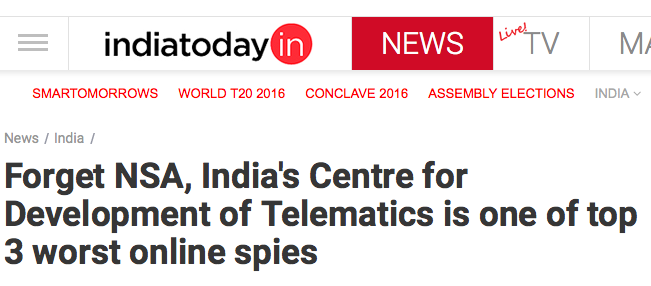 indiatoday in NEWS Live! TV MA
SMARTOMORROWS WORLD T20 2016 CONCLAVE 2016 ASSEMBLY ELECTIONS INDIA
News / India /
Forget NSA, India's Centre for
Development of Telematics is one of top
3 worst online spies